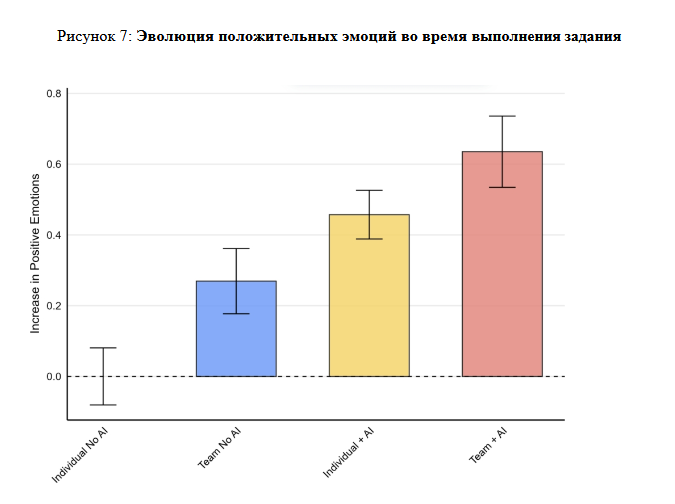 Рисунок 7: Эволюция положительных эмоций во время выполнения задания
Increase in Positive Emotions
0.8
0.6
0.4
0.2
0.0
Individual No AI
Team No AI
Individual + AI
Team + AI